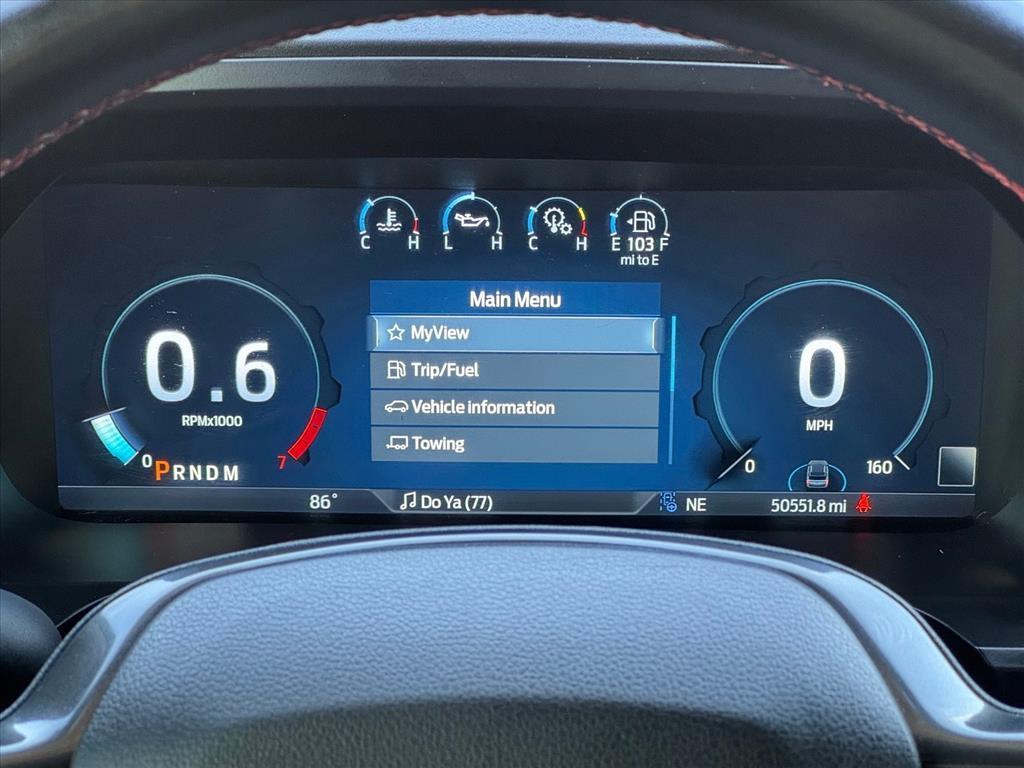 C H L H C H E 103 F
mi to E
Main Menu
MyView
Trip/Fuel
Vehicle information
Towing
0.6
RPMx1000
0 7
PRNDM
0
MPH
0 160
86° Do Ya (77) NE 50551.8 mi